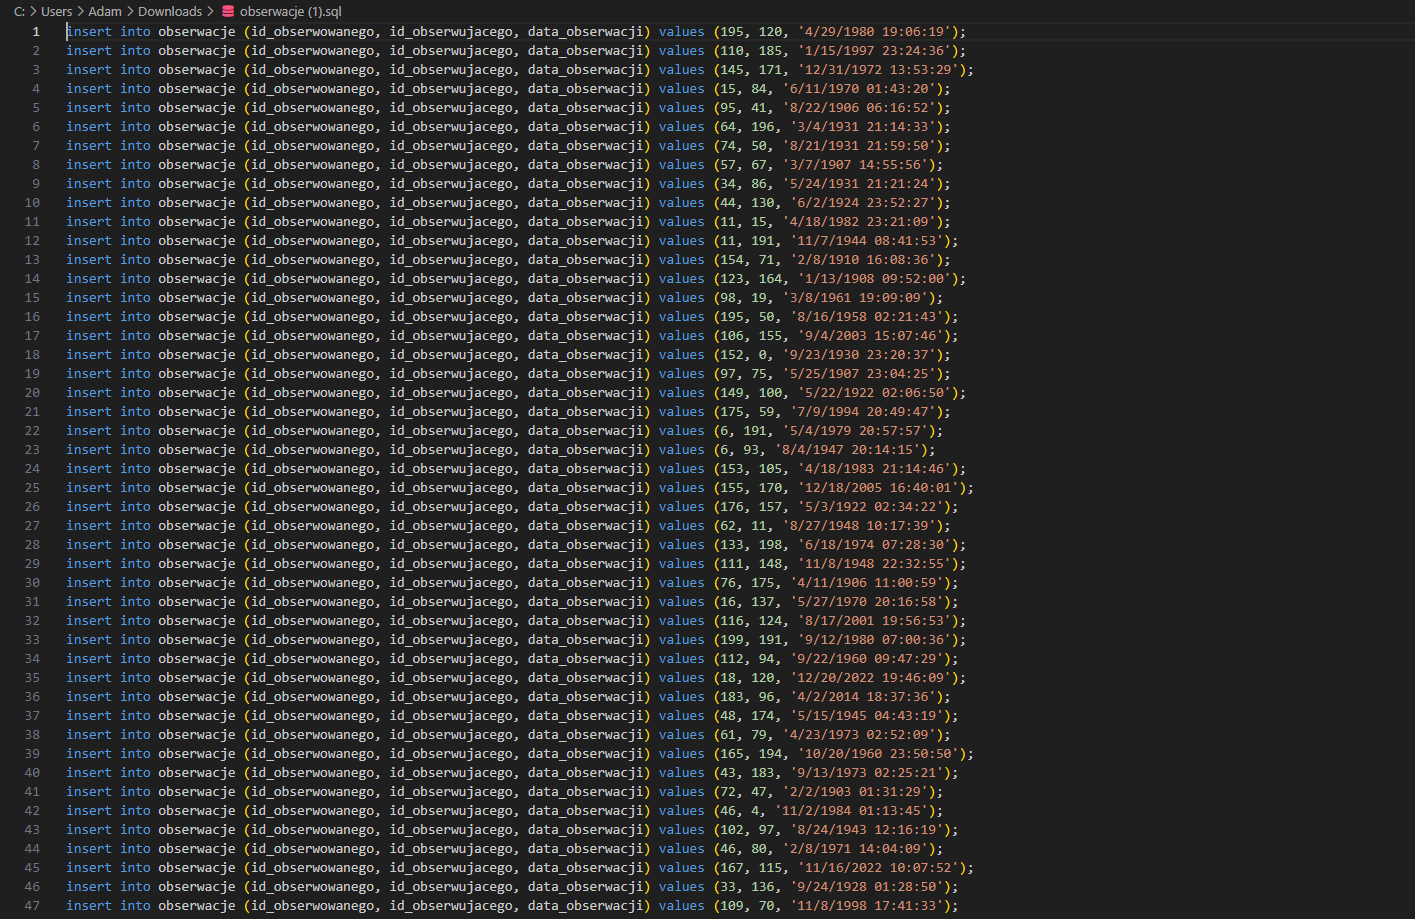 C: > Users > Adam > Downloads > obserwacje (1).sql
1 insert into obserwacje (id_obserwowanego, id_obserwujacego, data_obserwacji) values (195, 120, '4/29/1980 19:06:19');
2 insert into obserwacje (id_obserwowanego, id_obserwujacego, data_obserwacji) values (110, 185, '1/15/1997 23:24:36');
3 insert into obserwacje (id_obserwowanego, id_obserwujacego, data_obserwacji) values (145, 171, '12/31/1972 13:53:29');
4 insert into obserwacje (id_obserwowanego, id_obserwujacego, data_obserwacji) values (15, 84, '6/11/1970 01:43:20');
5 insert into obserwacje (id_obserwowanego, id_obserwujacego, data_obserwacji) values (95, 41, '8/22/1906 06:16:52');
6 insert into obserwacje (id_obserwowanego, id_obserwujacego, data_obserwacji) values (64, 196, '3/4/1931 21:14:33');
7 insert into obserwacje (id_obserwowanego, id_obserwujacego, data_obserwacji) values (74, 50, '8/21/1931 21:59:50');
8 insert into obserwacje (id_obserwowanego, id_obserwujacego, data_obserwacji) values (57, 67, '3/7/1907 14:55:56');
9 insert into obserwacje (id_obserwowanego, id_obserwujacego, data_obserwacji) values (34, 86, '5/24/1931 21:21:24');
10 insert into obserwacje (id_obserwowanego, id_obserwujacego, data_obserwacji) values (44, 130, '6/2/1924 23:52:27');
11 insert into obserwacje (id_obserwowanego, id_obserwujacego, data_obserwacji) values (11, 15, '4/18/1982 23:21:09');
12 insert into obserwacje (id_obserwowanego, id_obserwujacego, data_obserwacji) values (11, 191, '11/7/1944 08:41:53');
13 insert into obserwacje (id_obserwowanego, id_obserwujacego, data_obserwacji) values (154, 71, '2/8/1910 16:08:36');
14 insert into obserwacje (id_obserwowanego, id_obserwujacego, data_obserwacji) values (123, 164, '1/13/1908 09:52:00');
15 insert into obserwacje (id_obserwowanego, id_obserwujacego, data_obserwacji) values (98, 19, '3/8/1961 19:09:09');
16 insert into obserwacje (id_obserwowanego, id_obserwujacego, data_obserwacji) values (195, 50, '8/16/1958 02:21:43');
17 insert into obserwacje (id_obserwowanego, id_obserwujacego, data_obserwacji) values (106, 155, '9/4/2003 15:07:46');
18 insert into obserwacje (id_obserwowanego, id_obserwujacego, data_obserwacji) values (152, 0, '9/23/1930 23:20:37');
19 insert into obserwacje (id_obserwowanego, id_obserwujacego, data_obserwacji) values (97, 75, '5/25/1907 23:04:25');
20 insert into obserwacje (id_obserwowanego, id_obserwujacego, data_obserwacji) values (149, 100, '5/22/1922 02:06:50');
21 insert into obserwacje (id_obserwowanego, id_obserwujacego, data_obserwacji) values (175, 59, '7/9/1994 20:49:47');
22 insert into obserwacje (id_obserwowanego, id_obserwujacego, data_obserwacji) values (6, 191, '5/4/1979 20:57:57');
23 insert into obserwacje (id_obserwowanego, id_obserwujacego, data_obserwacji) values (6, 93, '8/4/1947 20:14:15');
24 insert into obserwacje (id_obserwowanego, id_obserwujacego, data_obserwacji) values (153, 105, '4/18/1983 21:14:46');
25 insert into obserwacje (id_obserwowanego, id_obserwujacego, data_obserwacji) values (155, 170, '12/18/2005 16:40:01');
26 insert into obserwacje (id_obserwowanego, id_obserwujacego, data_obserwacji) values (176, 157, '5/3/1922 02:34:22');
27 insert into obserwacje (id_obserwowanego, id_obserwujacego, data_obserwacji) values (62, 11, '8/27/1948 10:17:39');
28 insert into obserwacje (id_obserwowanego, id_obserwujacego, data_obserwacji) values (133, 198, '6/18/1974 07:28:30');
29 insert into obserwacje (id_obserwowanego, id_obserwujacego, data_obserwacji) values (111, 148, '11/8/1948 22:32:55');
30 insert into obserwacje (id_obserwowanego, id_obserwujacego, data_obserwacji) values (76, 175, '4/11/1906 11:00:59');
31 insert into obserwacje (id_obserwowanego, id_obserwujacego, data_obserwacji) values (16, 137, '5/27/1970 20:16:58');
32 insert into obserwacje (id_obserwowanego, id_obserwujacego, data_obserwacji) values (116, 124, '8/17/2001 19:56:53');
33 insert into obserwacje (id_obserwowanego, id_obserwujacego, data_obserwacji) values (199, 191, '9/12/1980 07:00:36');
34 insert into obserwacje (id_obserwowanego, id_obserwujacego, data_obserwacji) values (112, 94, '9/22/1960 09:47:29');
35 insert into obserwacje (id_obserwowanego, id_obserwujacego, data_obserwacji) values (18, 120, '12/20/2022 19:46:09');
36 insert into obserwacje (id_obserwowanego, id_obserwujacego, data_obserwacji) values (183, 96, '4/2/2014 18:37:36');
37 insert into obserwacje (id_obserwowanego, id_obserwujacego, data_obserwacji) values (48, 174, '5/15/1945 04:43:19');
38 insert into obserwacje (id_obserwowanego, id_obserwujacego, data_obserwacji) values (61, 79, '4/23/1973 02:52:09');
39 insert into obserwacje (id_obserwowanego, id_obserwujacego, data_obserwacji) values (165, 194, '10/20/1960 23:50:50');
40 insert into obserwacje (id_obserwowanego, id_obserwujacego, data_obserwacji) values (43, 183, '9/13/1973 02:25:21');
41 insert into obserwacje (id_obserwowanego, id_obserwujacego, data_obserwacji) values (72, 47, '2/2/1903 01:31:29');
42 insert into obserwacje (id_obserwowanego, id_obserwujacego, data_obserwacji) values (46, 4, '11/2/1984 01:13:45');
43 insert into obserwacje (id_obserwowanego, id_obserwujacego, data_obserwacji) values (102, 97, '8/24/1943 12:16:19');
44 insert into obserwacje (id_obserwowanego, id_obserwujacego, data_obserwacji) values (46, 80, '2/8/1971 14:04:09');
45 insert into obserwacje (id_obserwowanego, id_obserwujacego, data_obserwacji) values (167, 115, '11/16/2022 10:07:52');
46 insert into obserwacje (id_obserwowanego, id_obserwujacego, data_obserwacji) values (33, 136, '9/24/1928 01:28:50');
47 insert into obserwacje (id_obserwowanego, id_obserwujacego, data_obserwacji) values (109, 70, '11/8/1998 17:41:33');